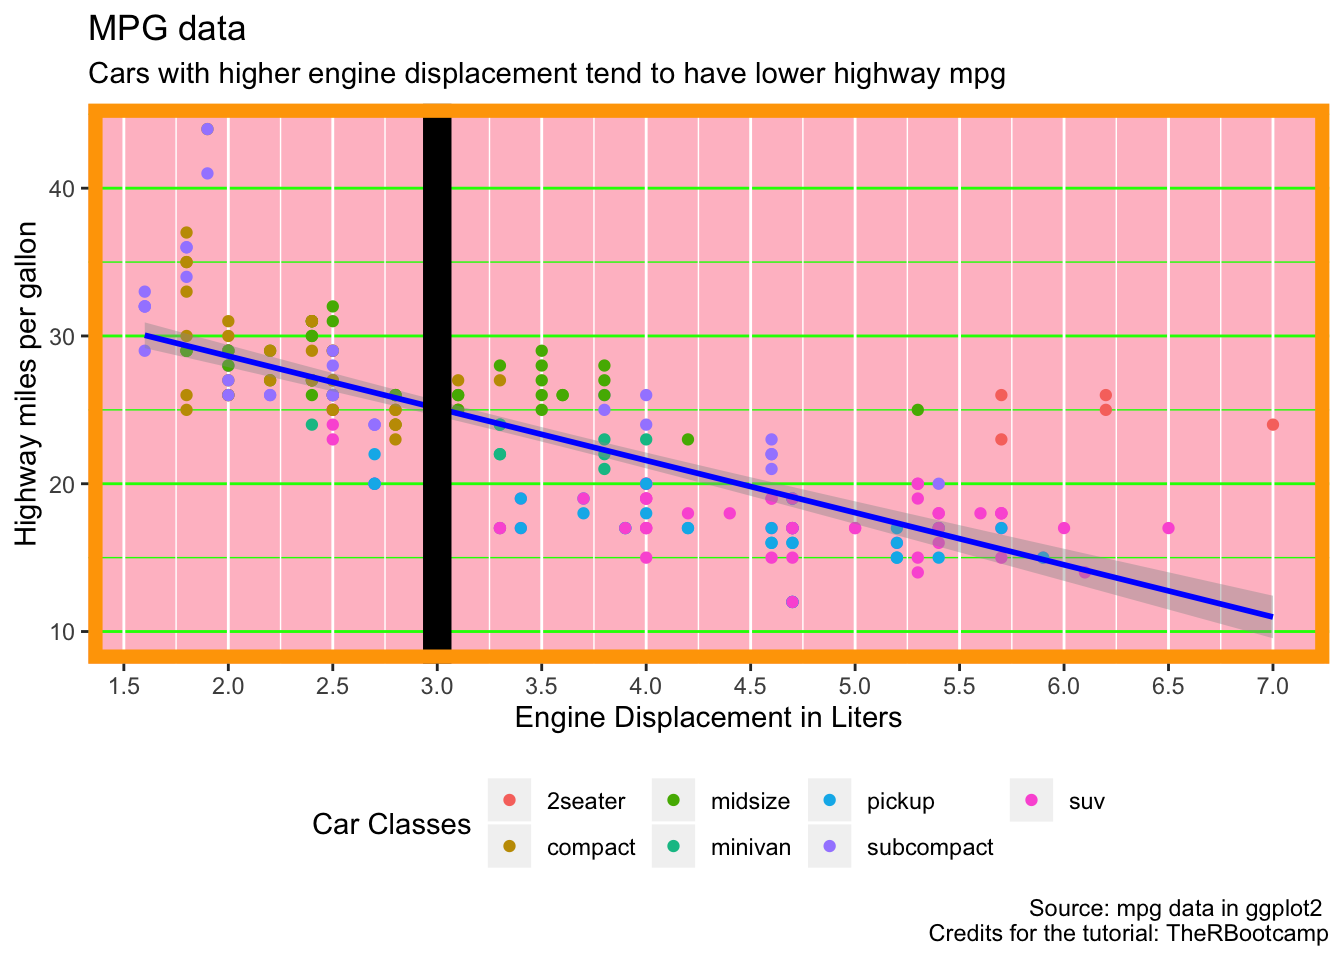 MPG data
Cars with higher engine displacement tend to have lower highway mpg
Highway miles per gallon
40
30
20
10
1.5 2.0 2.5 3.0 3.5 4.0 4.5 5.0 5.5 6.0 6.5 7.0
Engine Displacement in Liters
Car Classes
2seater midsize pickup suv
compact minivan subcompact
Source: mpg data in ggplot2
Credits for the tutorial: TheRBootcamp